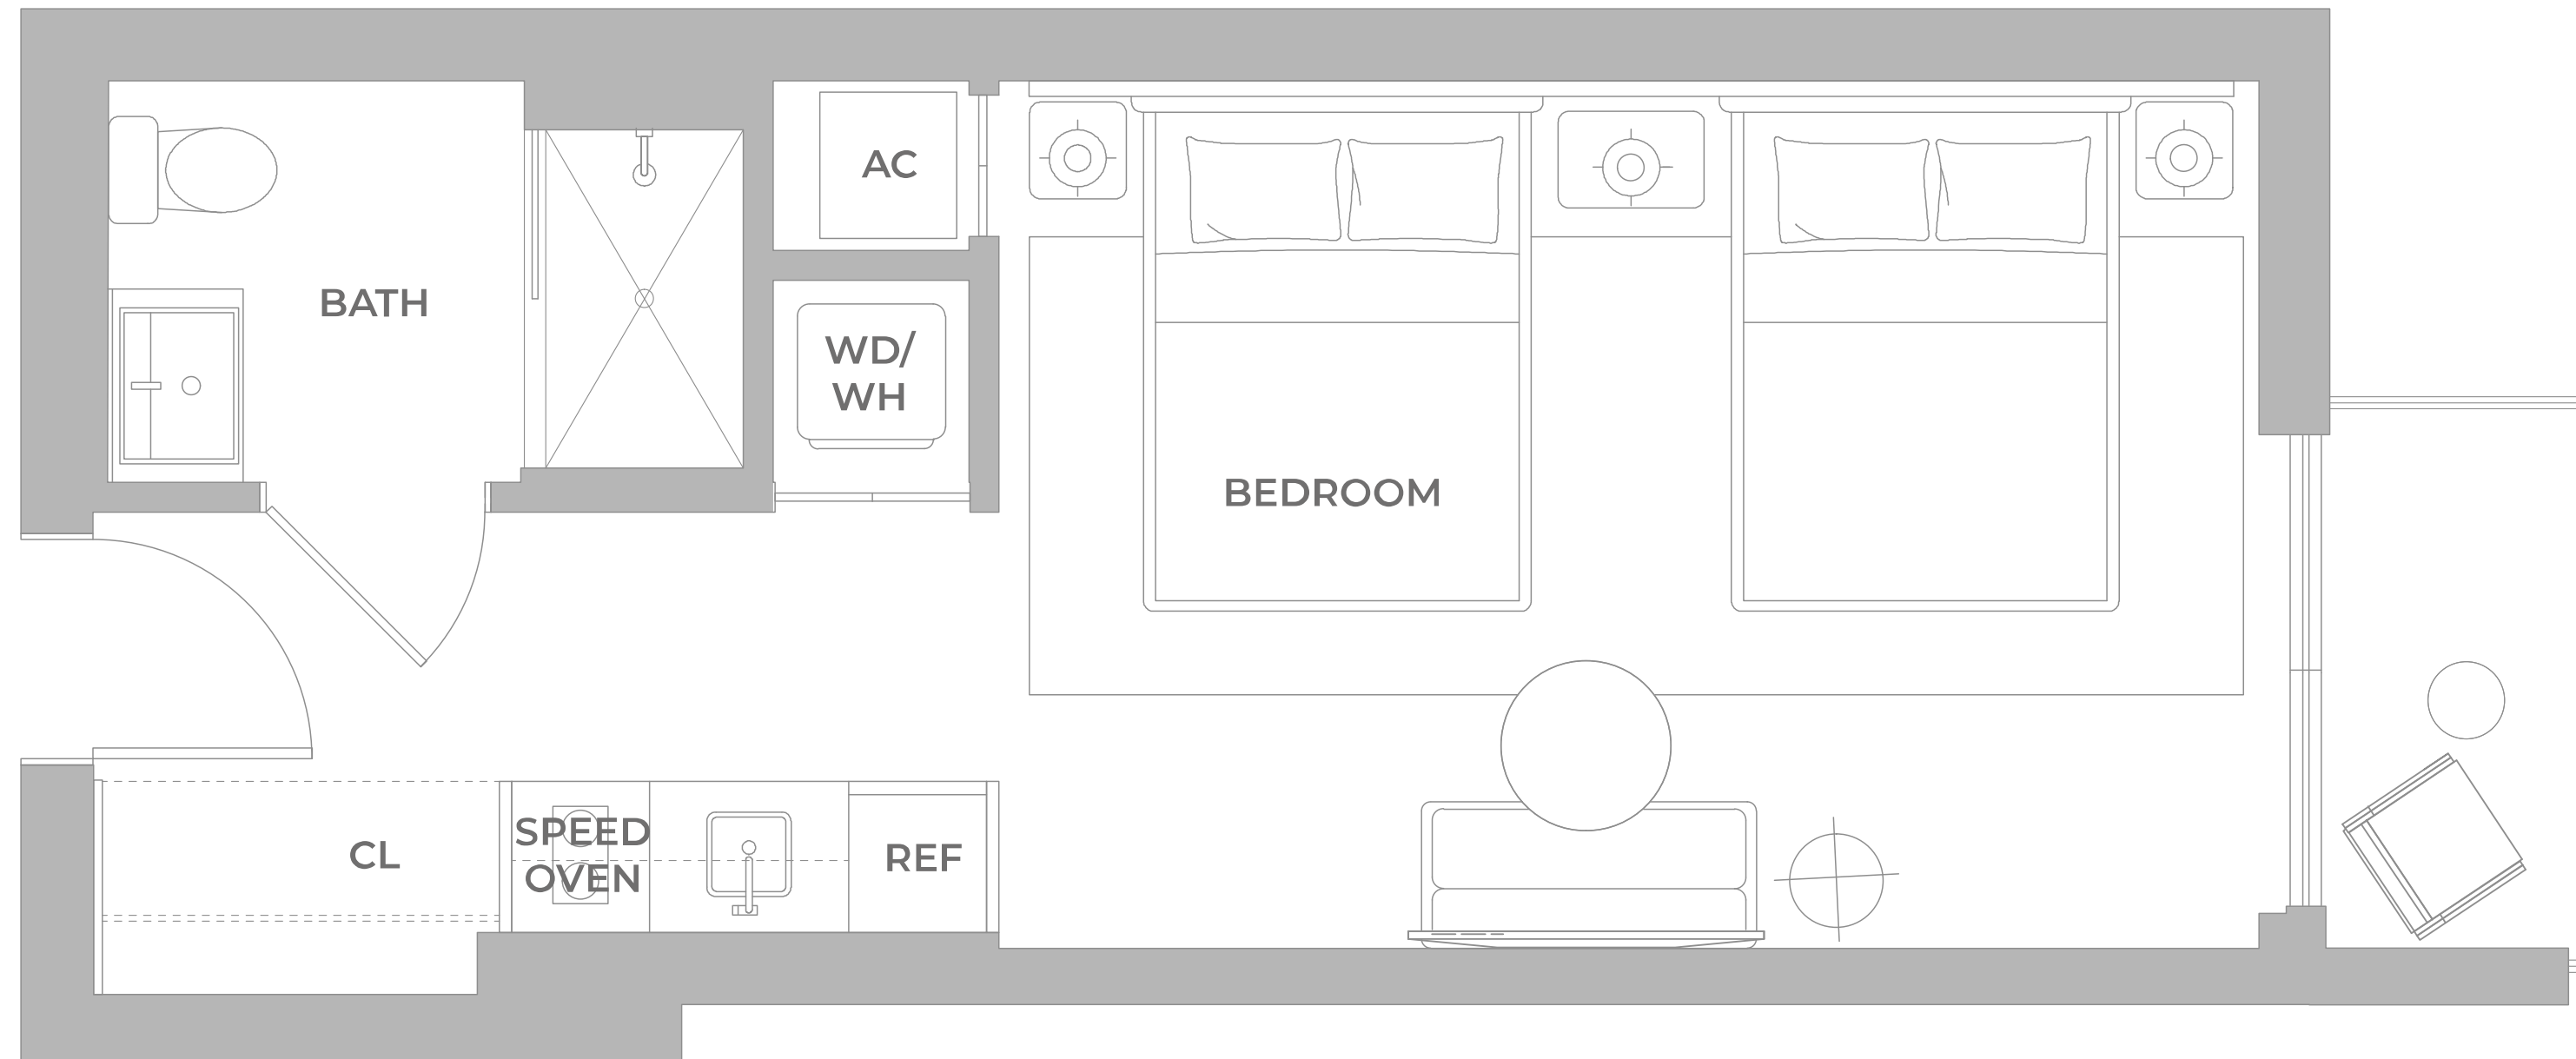 AC
BATH
WD/
WH
BEDROOM
SPEED
OVEN
CL
REF